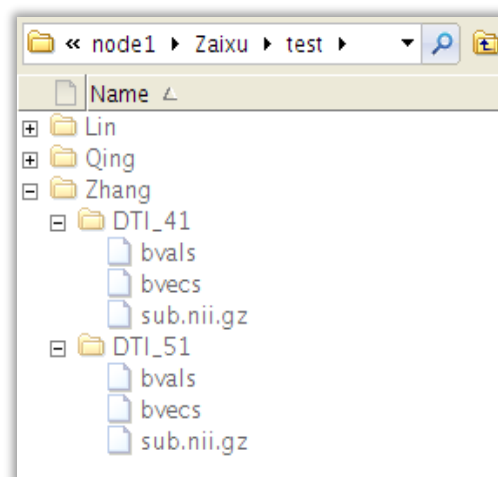 « node1 Zaixu test
Name
Lin
Qing
Zhang
DTI_41
bvals
bvecs
sub.nii.gz
DTI_51
bvals
bvecs
sub.nii.gz